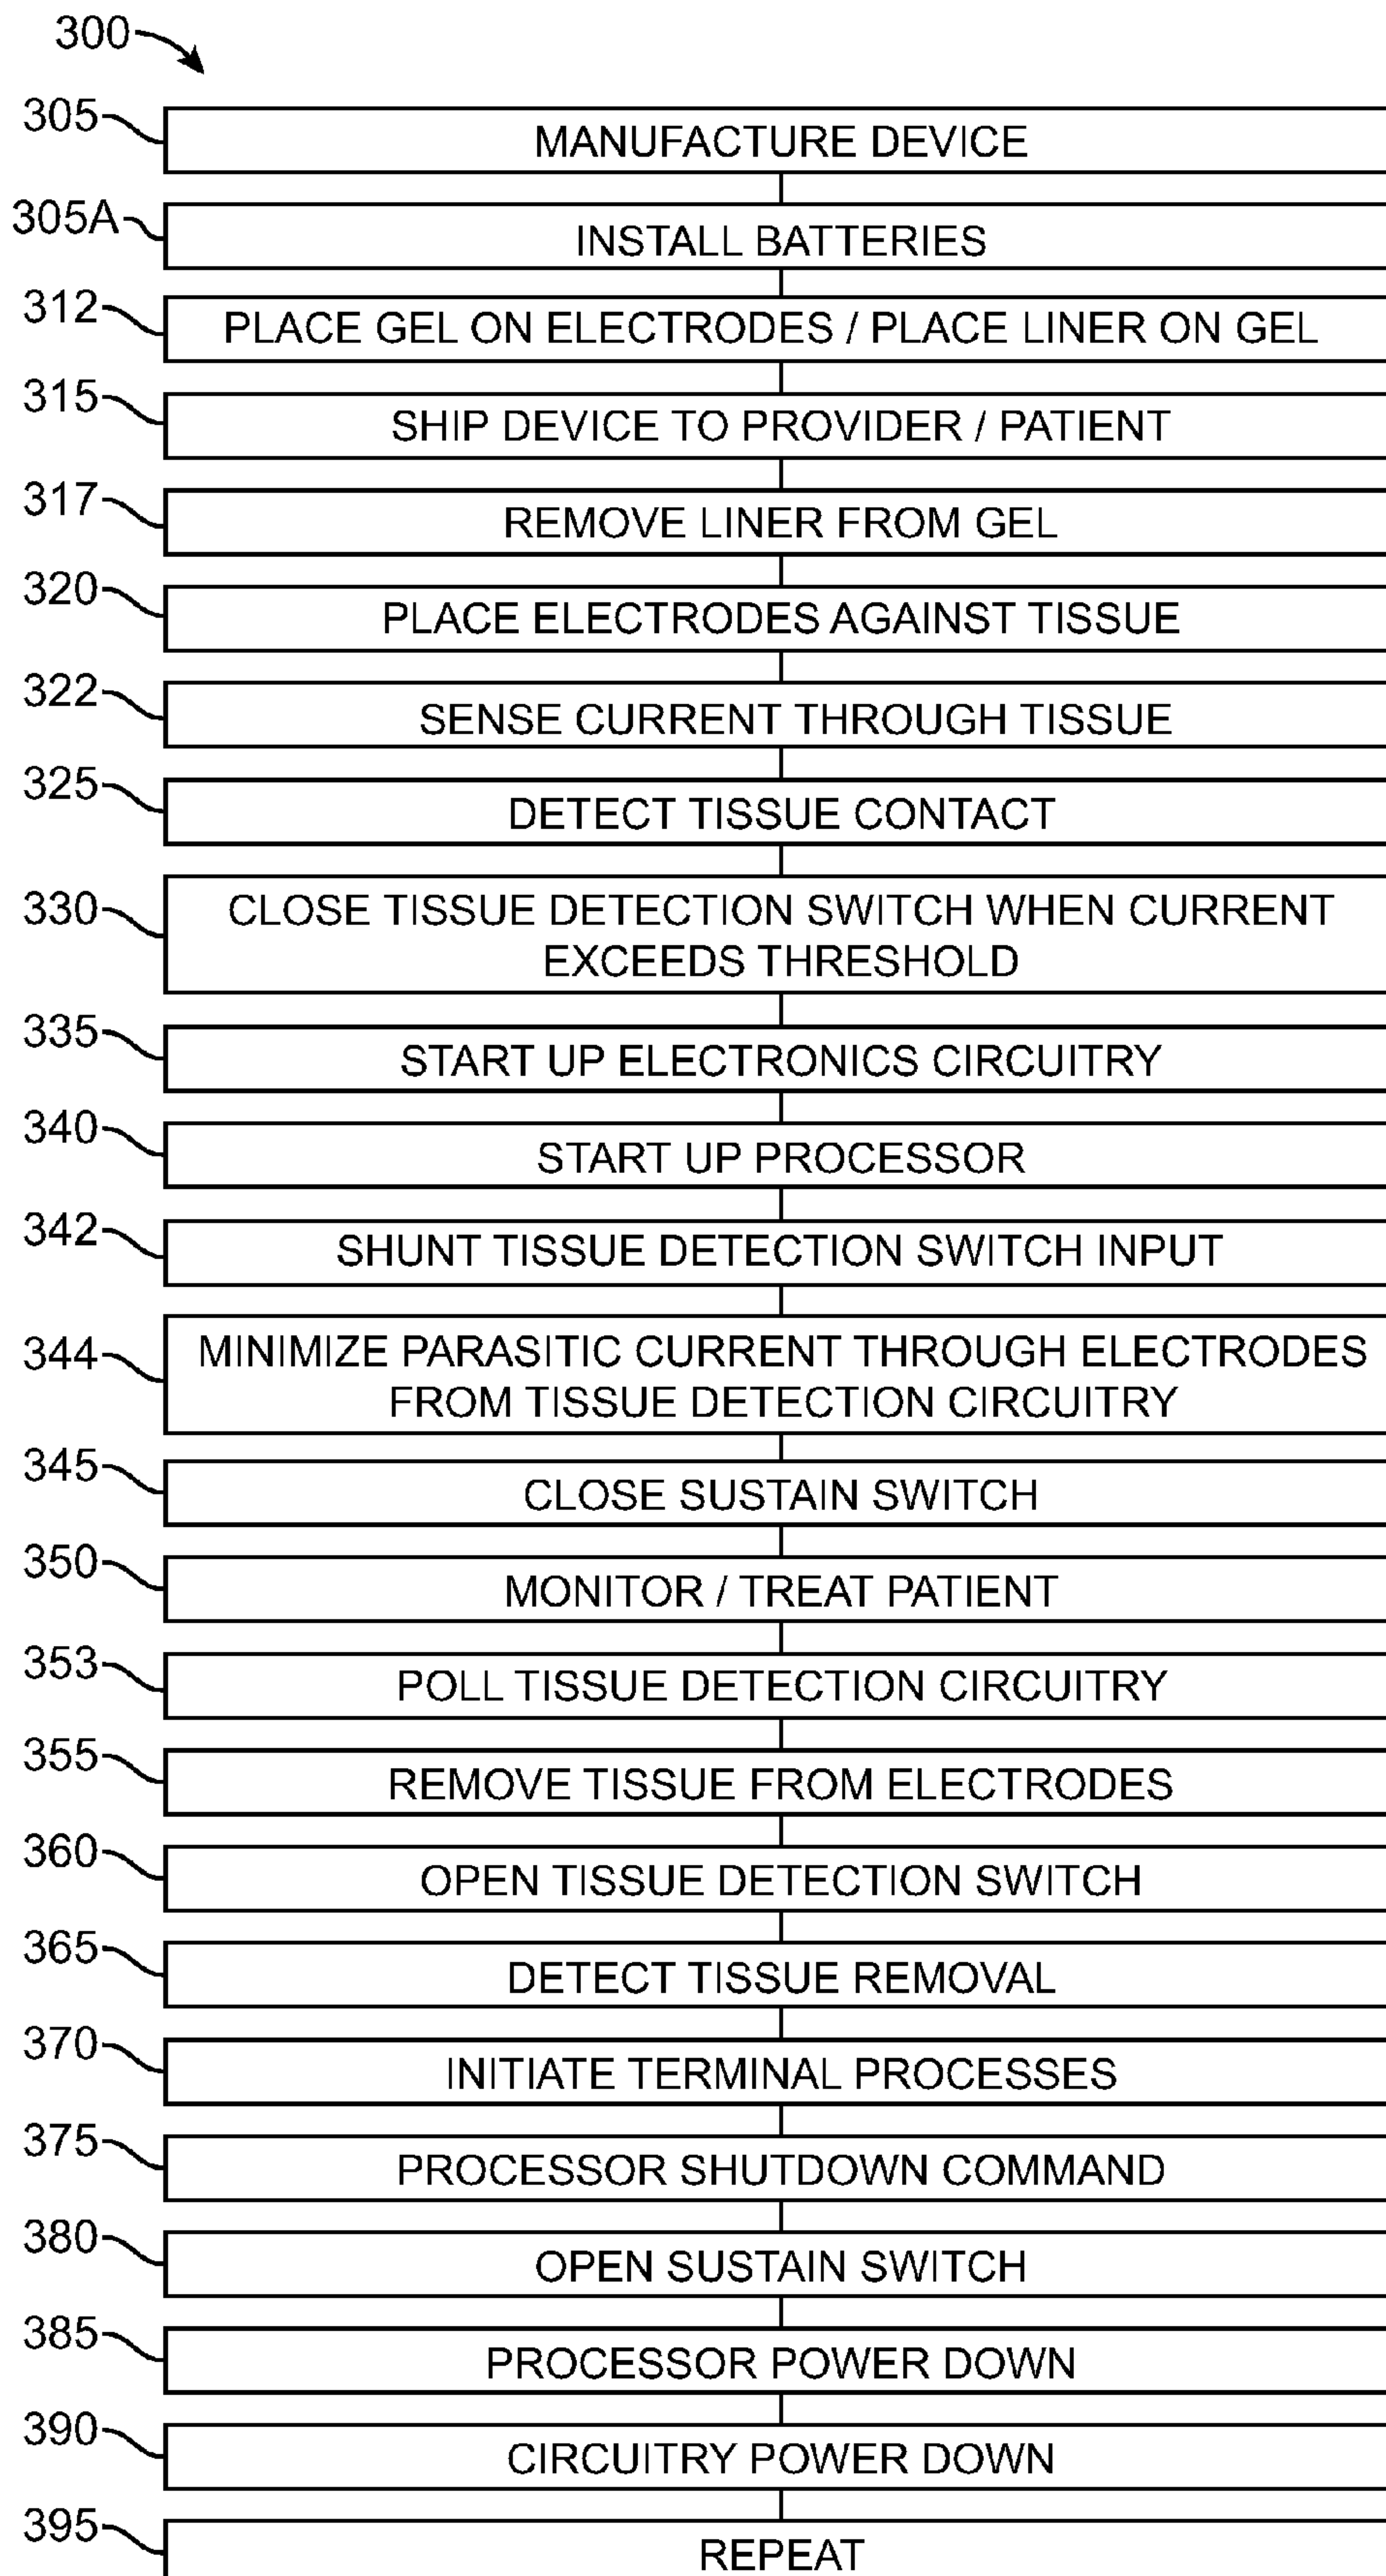 300
305 MANUFACTURE DEVICE
305A INSTALL BATTERIES
312 PLACE GEL ON ELECTRODES / PLACE LINER ON GEL
315 SHIP DEVICE TO PROVIDER / PATIENT
317 REMOVE LINER FROM GEL
320 PLACE ELECTRODES AGAINST TISSUE
322 SENSE CURRENT THROUGH TISSUE
325 DETECT TISSUE CONTACT
330 CLOSE TISSUE DETECTION SWITCH WHEN CURRENT
EXCEEDS THRESHOLD
335 START UP ELECTRONICS CIRCUITRY
340 START UP PROCESSOR
342 SHUNT TISSUE DETECTION SWITCH INPUT
344 MINIMIZE PARASITIC CURRENT THROUGH ELECTRODES
FROM TISSUE DETECTION CIRCUITRY
345 CLOSE SUSTAIN SWITCH
350 MONITOR / TREAT PATIENT
353 POLL TISSUE DETECTION CIRCUITRY
355 REMOVE TISSUE FROM ELECTRODES
360 OPEN TISSUE DETECTION SWITCH
365 DETECT TISSUE REMOVAL
370 INITIATE TERMINAL PROCESSES
375 PROCESSOR SHUTDOWN COMMAND
380 OPEN SUSTAIN SWITCH
385 PROCESSOR POWER DOWN
390 CIRCUITRY POWER DOWN
395 REPEAT